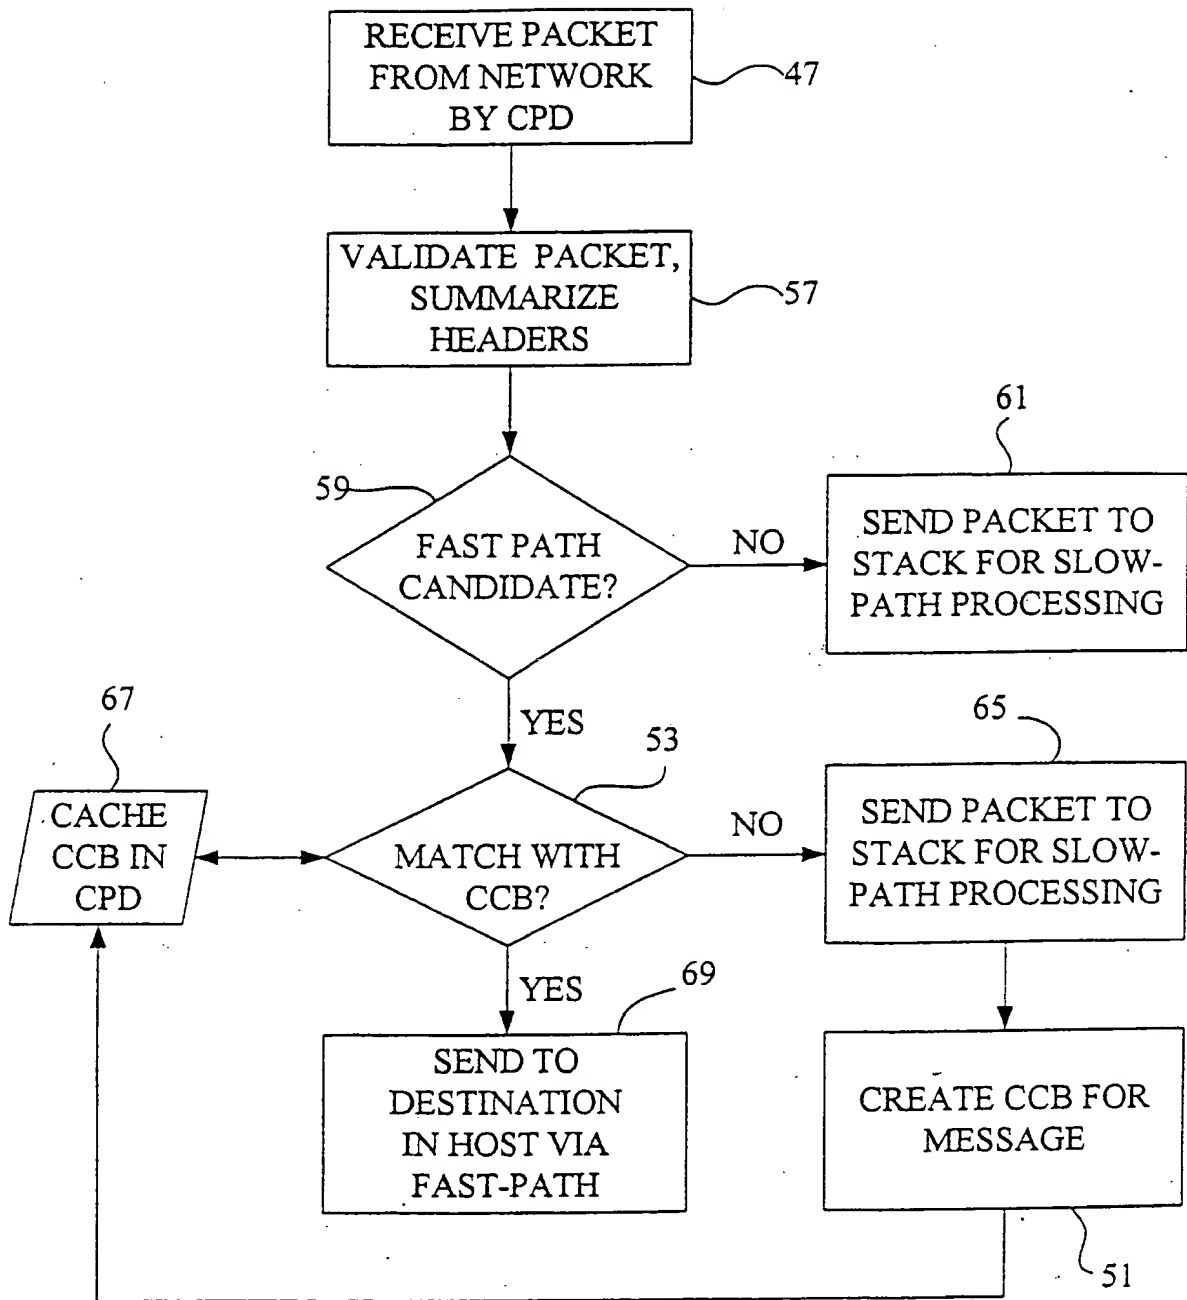 RECEIVE PACKET
FROM NETWORK
BY CPD
47
VALIDATE PACKET,
SUMMARIZE
HEADERS
57
59
FAST PATH
CANDIDATE?
NO
61
SEND PACKET TO
STACK FOR SLOW-
PATH PROCESSING
YES
67
CACHE
CCB IN
CPD
53
MATCH WITH
CCB?
NO
65
SEND PACKET TO
STACK FOR SLOW-
PATH PROCESSING
YES
69
SEND TO
DESTINATION
IN HOST VIA
FAST-PATH
CREATE CCB FOR
MESSAGE
51